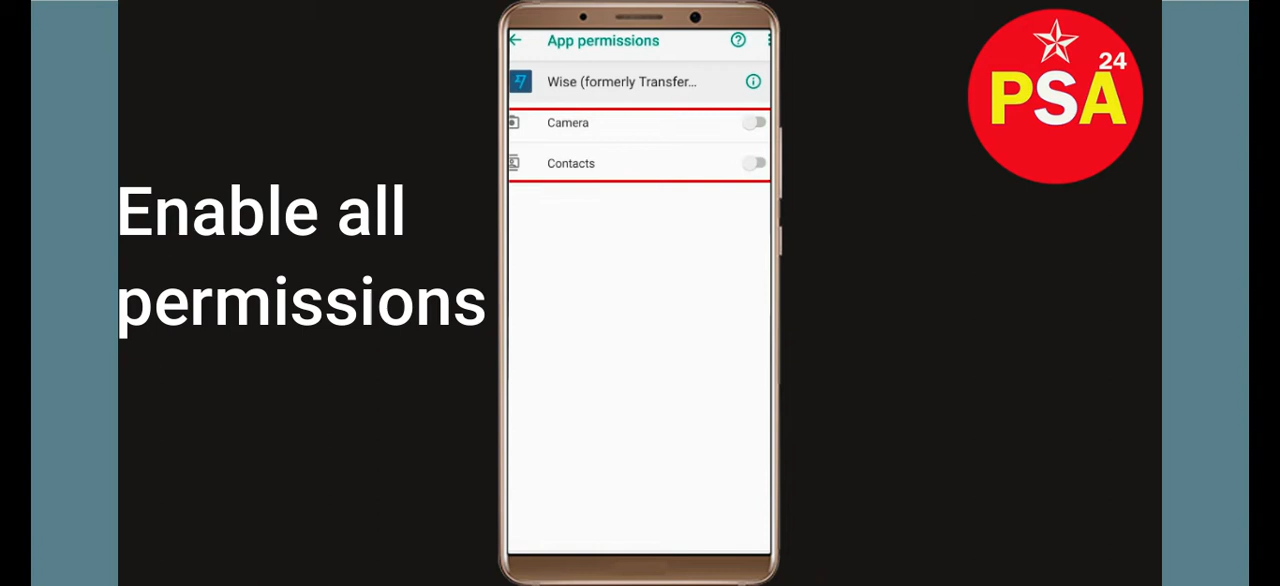 App permissions
Wise (formerly Transfer...
Camera
Contacts
Enable all
permissions
24
PSA